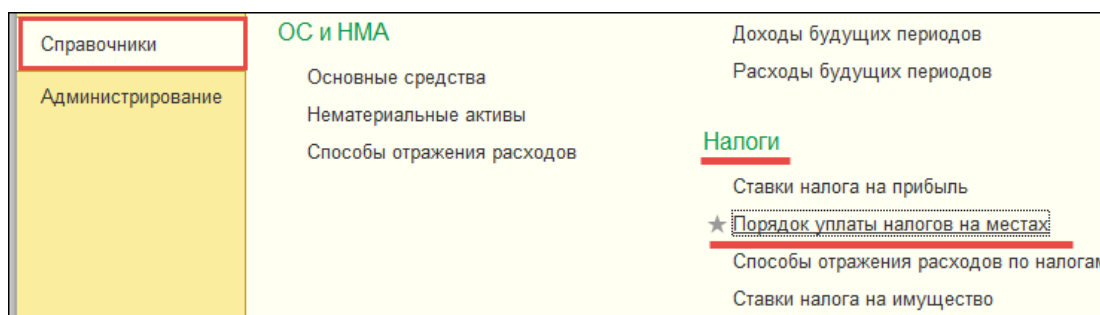 Справочники
Администрирование
ОС и НМА
Основные средства
Нематериальные активы
Способы отражения расходов
Доходы будущих периодов
Расходы будущих периодов
Налоги
Ставки налога на прибыль
Порядок уплаты налогов на местах
Способы отражения расходов по налогам
Ставки налога на имущество